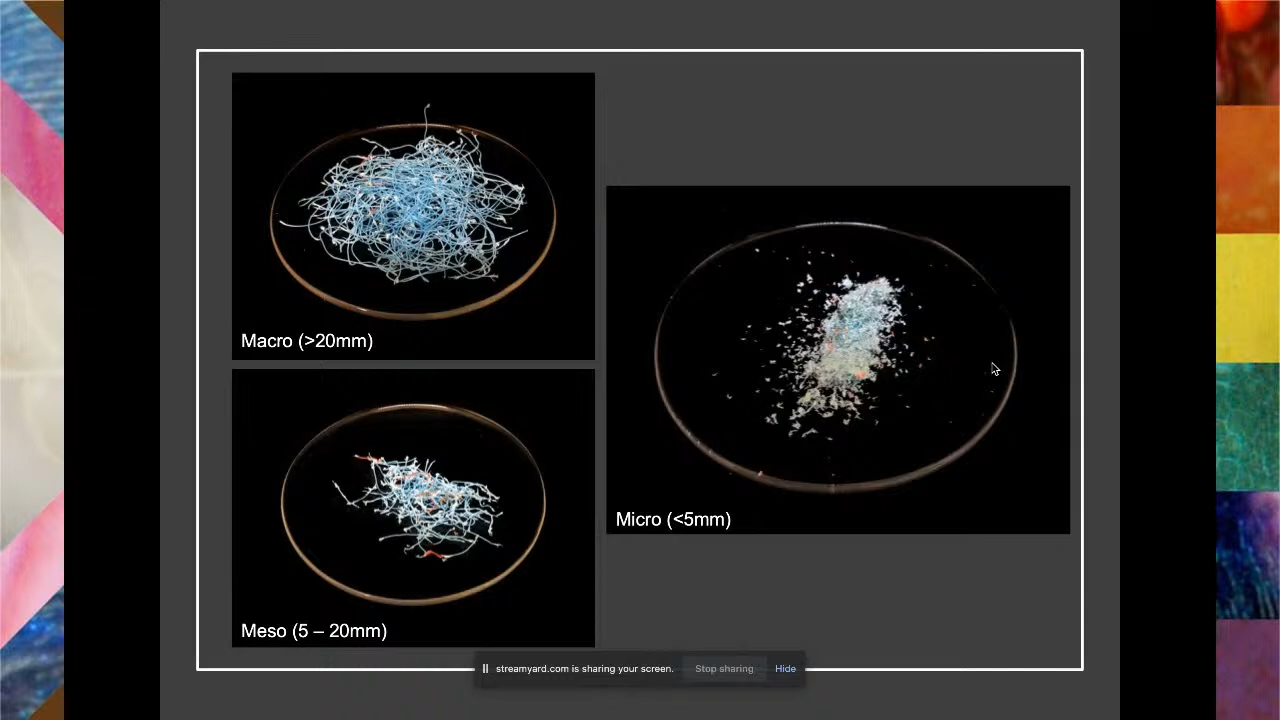 Macro (>20mm)
Micro (<5mm)
Meso (5 – 20mm)
streamyard.com is sharing your screen.
Stop sharing
Hide